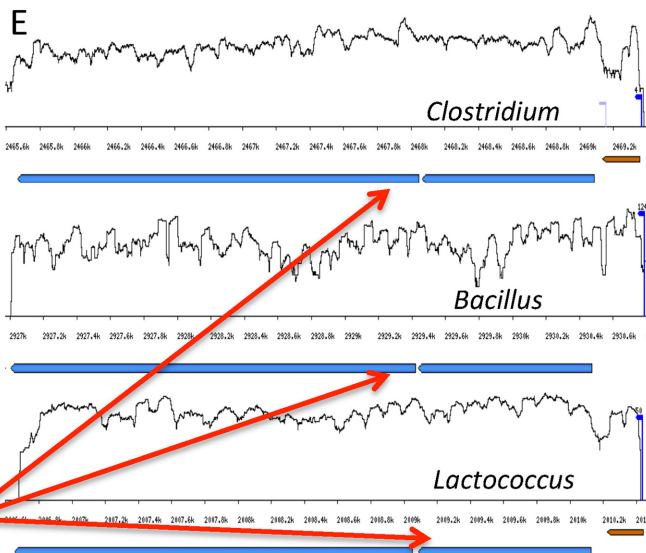 E
4
Clostridium
2465.6k 2465.8k 2466k 2466.2k 2466.4k 2466.6k 2466.8k 2467k 2467.2k 2467.4k 2467.6k 2467.8k 2468k 2468.2k 2468.4k 2468.6k 2468.8k 2469k 2469.2k
124
Bacillus
2927k 2927.2k 2927.4k 2927.6k 2927.8k 2928k 2928.2k 2928.4k 2928.6k 2928.8k 2929k 2929.2k 2929.4k 2929.6k 2929.8k 2930k 2930.2k 2930.4k 2930.6k
50
Lactococcus
2007k 2007.2k 2007.4k 2007.6k 2007.8k 2008k 2008.2k 2008.4k 2008.6k 2008.8k 2009k 2009.2k 2009.4k 2009.6k 2009.8k 2010k 2010.2k